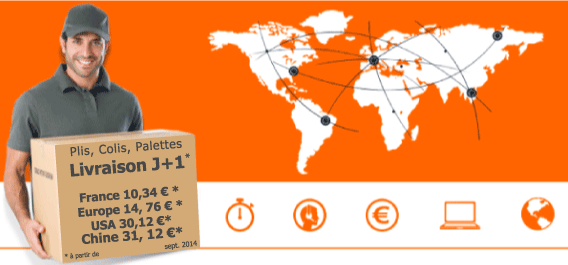 Plis, Colis, Palettes
Livraison J+1*
France 10,34 € *
Europe 14, 76 € *
USA 30,12 €*
Chine 31, 12 €*
* à partir de sept. 2014
€